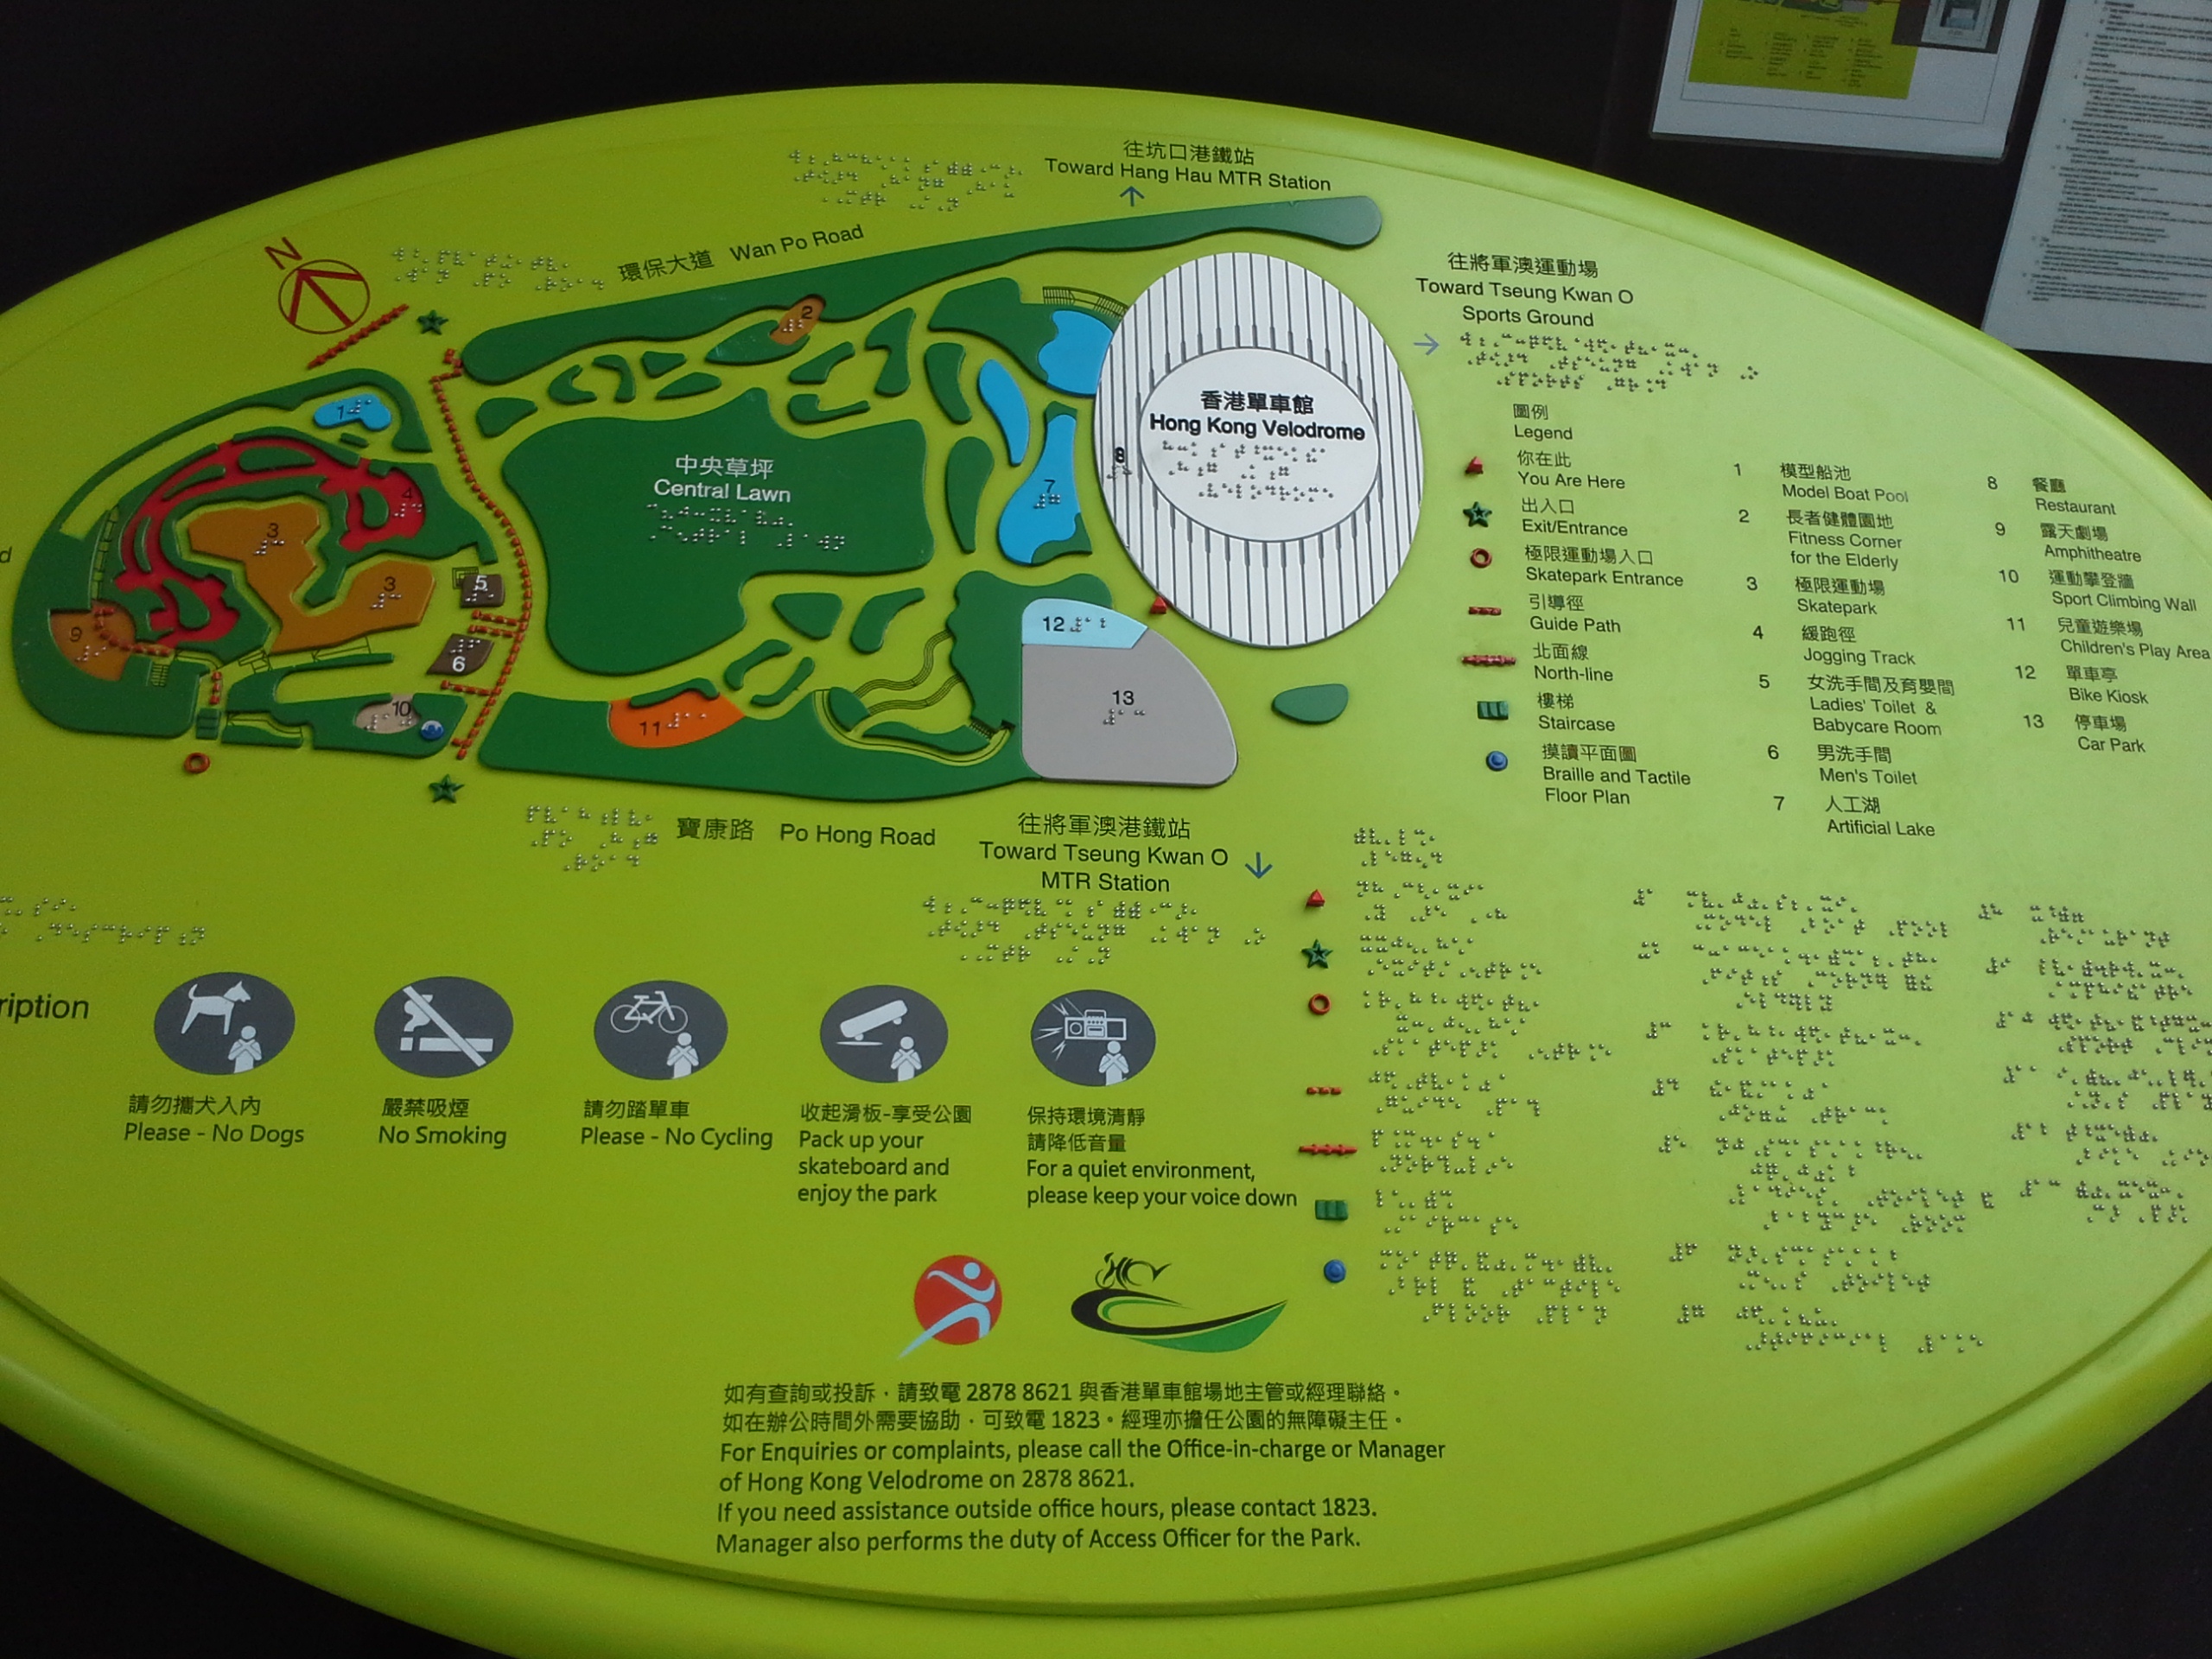 往坑口港鐵站
Toward Hang Hau MTR Station
環保大道 Wan Po Road
N
往將軍澳運動場
Toward Tseung Kwan O
Sports Ground
2
1
香港單車館
Hong Kong Velodrome
8
中央草坪
Central Lawn
7
4
3
3
5
9
6
10
11
12
13
圖例
Legend
你在此
You Are Here
出入口
Exit/Entrance
極限運動場入口
Skatepark Entrance
引導徑
Guide Path
北面線
North-line
樓梯
Staircase
摸讀平面圖
Braille and Tactile
Floor Plan
1 模型船池
Model Boat Pool
2 長者健體園地
Fitness Corner
for the Elderly
3 極限運動場
Skatepark
4 緩跑徑
Jogging Track
5 女洗手間及育嬰間
Ladies' Toilet &
Babycare Room
6 男洗手間
Men's Toilet
7 人工湖
Artificial Lake
8 餐廳
Restaurant
9 露天劇場
Amphitheatre
10 運動攀登牆
Sport Climbing Wall
11 兒童遊樂場
Children's Play Area
12 單車亭
Bike Kiosk
13 停車場
Car Park
寶康路 Po Hong Road
往將軍澳港鐵站
Toward Tseung Kwan O
MTR Station
ription
請勿攜犬入內
Please - No Dogs
嚴禁吸煙
No Smoking
請勿踏單車
Please - No Cycling
收起滑板-享受公園
Pack up your
skateboard and
enjoy the park
保持環境清靜
請降低音量
For a quiet environment,
please keep your voice down
如有查詢或投訴，請致電 2878 8621 與香港單車館場地主管或經理聯絡。
如在辦公時間外需要協助，可致電 1823。經理亦擔任公園的無障礙主任。
For Enquiries or complaints, please call the Office-in-charge or Manager
of Hong Kong Velodrome on 2878 8621.
If you need assistance outside office hours, please contact 1823.
Manager also performs the duty of Access Officer for the Park.